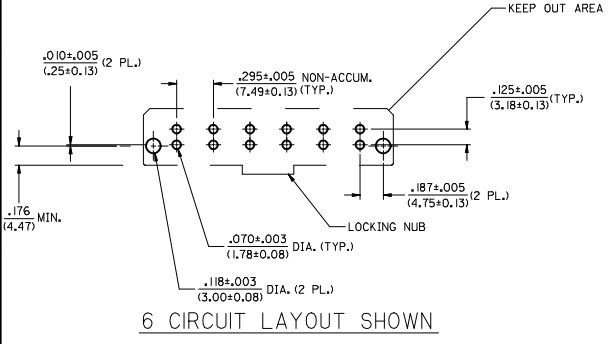 KEEP OUT AREA
.010±.005 (2 PL.)
(.25±0.13)
.295±.005 NON-ACCUM.
(7.49±0.13) (TYP.)
.125±.005 (TYP.)
(3.18±0.13)
.187±.005 (2 PL.)
(4.75±0.13)
.176 MIN.
(4.47)
LOCKING NUB
.070±.003 DIA. (TYP.)
(1.78±0.08)
.118±.003 DIA. (2 PL.)
(3.00±0.08)
6 CIRCUIT LAYOUT SHOWN